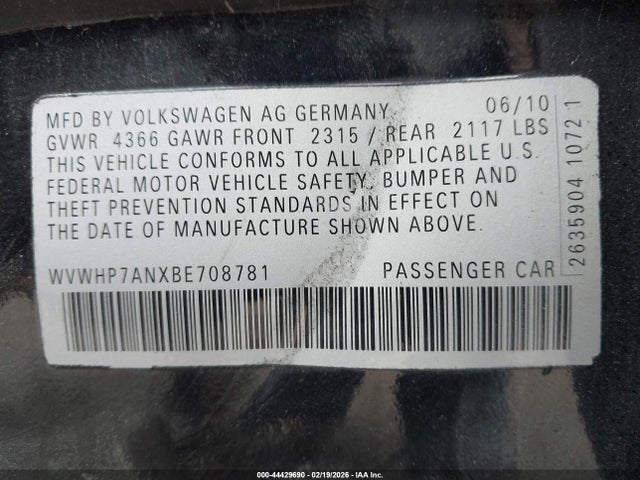 MFD BY VOLKSWAGEN AG GERMANY 06/10
GVWR 4366 GAWR FRONT 2315 / REAR 2117 LBS
THIS VEHICLE CONFORMS TO ALL APPLICABLE U.S.
FEDERAL MOTOR VEHICLE SAFETY, BUMPER AND
THEFT PREVENTION STANDARDS IN EFFECT ON
THE DATE OF MANUFACTURE SHOWN ABOVE.
WVWHP7ANXBE708781 PASSENGER CAR
2635904 10721
000-44429690 - 02/19/2026 - IAA Inc.